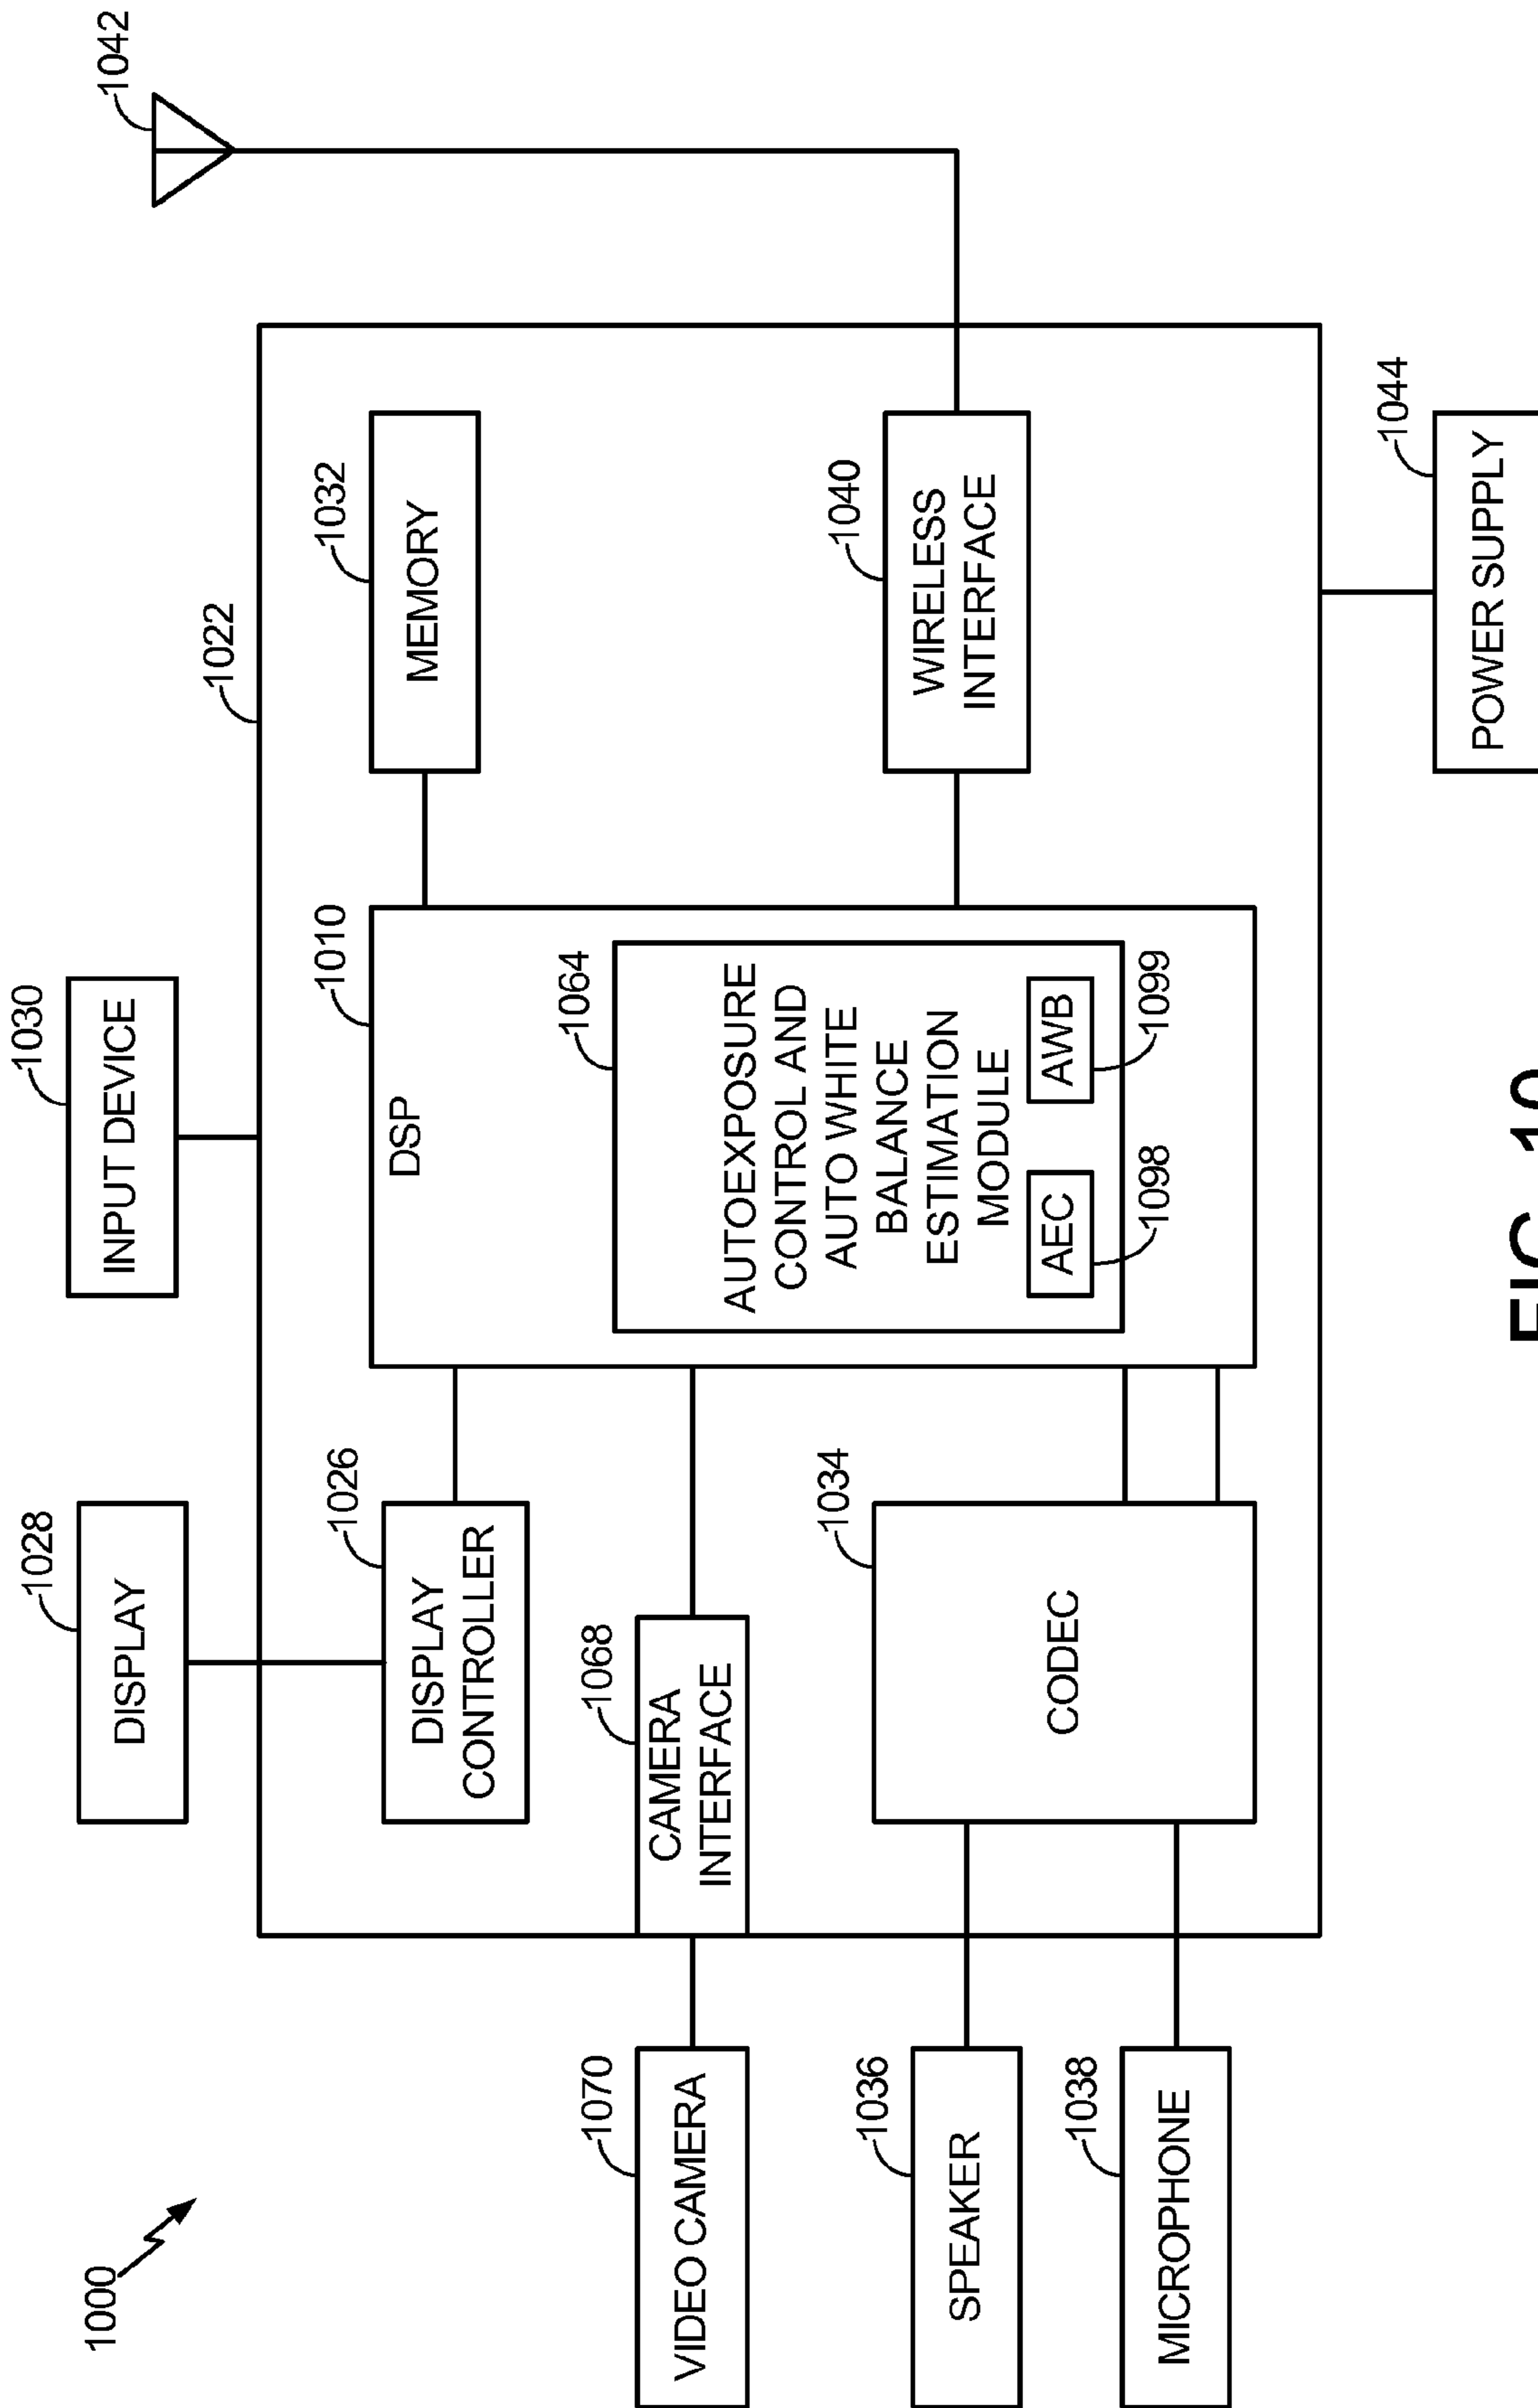 1000
1028
DISPLAY
1030
INPUT DEVICE
1042
1022
1026
DISPLAY
CONTROLLER
1010
DSP
1032
MEMORY
1070
VIDEO CAMERA
1068
CAMERA
INTERFACE
1064
AUTOEXPOSURE
CONTROL AND
AUTO WHITE
BALANCE
ESTIMATION
MODULE
AEC
1098
AWB
1099
1036
SPEAKER
1034
CODEC
1040
WIRELESS
INTERFACE
1038
MICROPHONE
1044
POWER SUPPLY
FIG. 10